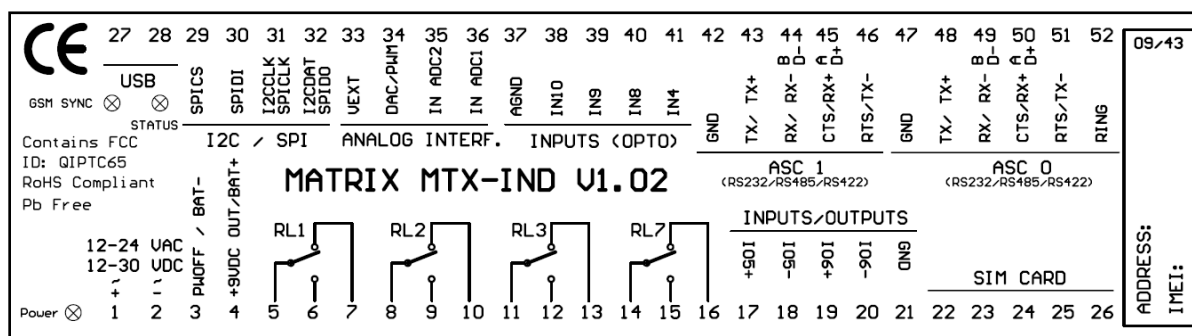 CE
27 28 29 30 31 32 33 34 35 36 37 38 39 40 41 42 43 44 45 46 47 48 49 50 51 52
09/43
USB
GSM SYNC
STATUS
SPICS
SPIDI
I2CCLK
SPICLK
I2CDAT
SPIDO
VEXT
DAC/PWM
IN ADC2
IN ADC1
AGND
IN10
IN9
IN8
IN4
GND
TX/ TX+
RX/ RX- B D-
CTS/RX+ A D+
RTS/TX-
GND
TX/ TX+
RX/ RX- B D-
CTS/RX+ A D+
RTS/TX-
RING
I2C / SPI
ANALOG INTERF.
INPUTS (OPTO)
ASC 1
(RS232/RS485/RS422)
ASC 0
(RS232/RS485/RS422)
Contains FCC
ID: QIPTC65
RoHS Compliant
Pb Free
MATRIX MTX-IND V1.02
12-24 VAC
12-30 VDC
~ ~
+ -
PWOFF / BAT-
+9VDC OUT/BAT+
RL1
RL2
RL3
RL7
INPUTS/OUTPUTS
IO5+
IO5-
IO6+
IO6-
GND
SIM CARD
Power
1 2 3 4 5 6 7 8 9 10 11 12 13 14 15 16 17 18 19 20 21 22 23 24 25 26
ADDRESS:
IMEI: